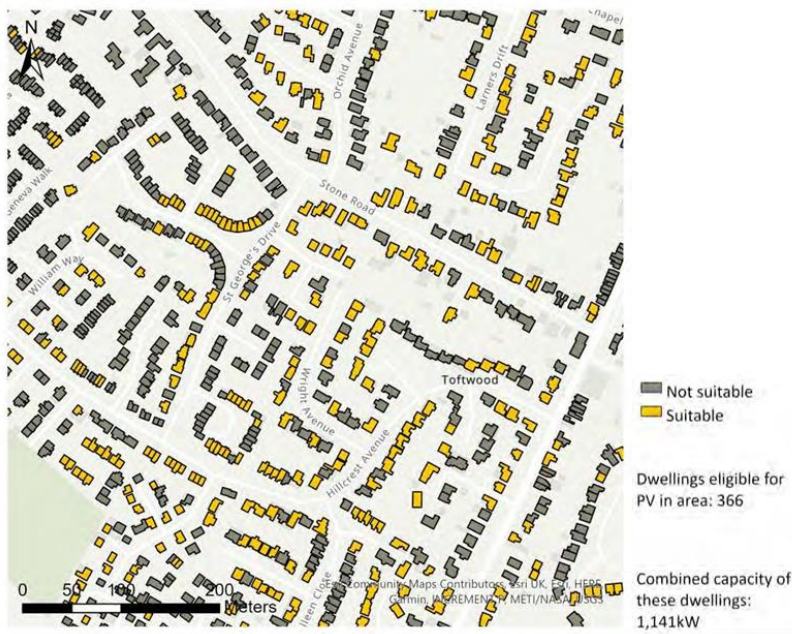 Chapel
N
Orchid Avenue
Larners Drift
Geneva Walk
Stone Road
St George's Drive
William Way
Toftwood
Wright Avenue
Hillcrest Avenue
ileen Close
0 50 100 200
Meters
Esri Community Maps Contributors, Esri UK, Esri, HERE,
Garmin, INCREMENT P, METI/NASA, USGS
Not suitable
Suitable
Dwellings eligible for
PV in area: 366
Combined capacity of
these dwellings:
1,141kW